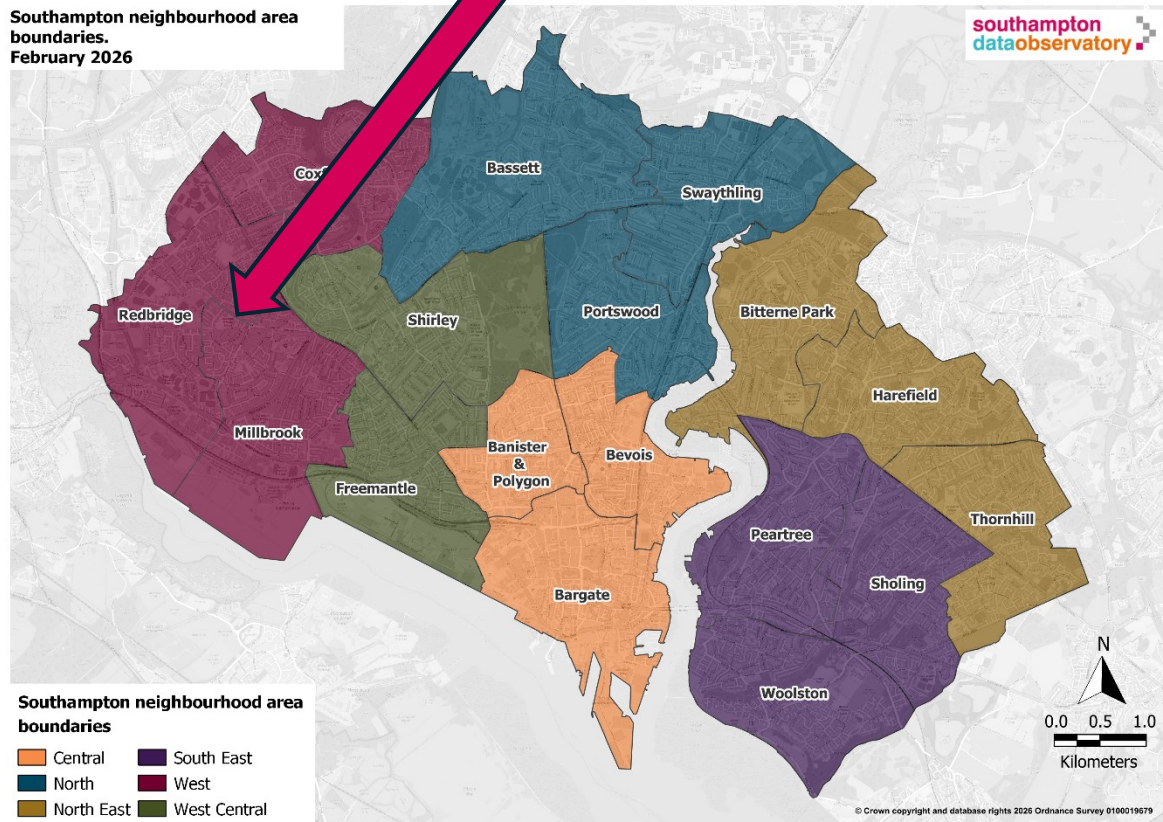 Southampton neighbourhood area
boundaries.
February 2026
southampton
dataobservatory
Bassett
Swaythling
Redbridge
Shirley
Portswood
Bitterne Park
Harefield
Millbrook
Banister
&
Polygon
Bevois
Freemantle
Thornhill
Peartree
Sholing
Bargate
Woolston
N
0.0 0.5 1.0
Kilometers
Southampton neighbourhood area
boundaries
Central
South East
North
West
North East
West Central
© Crown copyright and database rights 2026 Ordnance Survey 0100019679